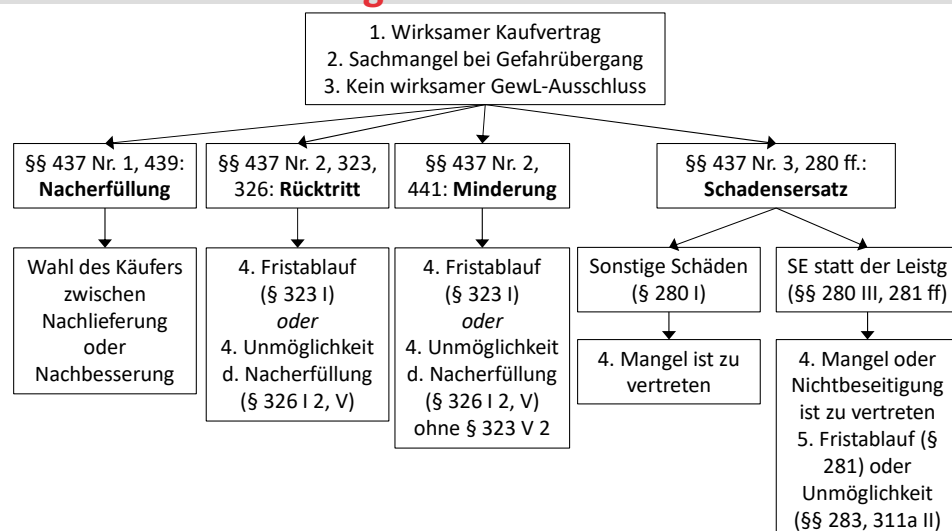 1. Wirksamer Kaufvertrag
2. Sachmangel bei Gefahrübergang
3. Kein wirksamer GewL-Ausschluss
§§ 437 Nr. 1, 439:
Nacherfüllung
§§ 437 Nr. 2, 323,
326: Rücktritt
§§ 437 Nr. 2,
441: Minderung
§§ 437 Nr. 3, 280 ff.:
Schadensersatz
Wahl des Käufers
zwischen
Nachlieferung
oder
Nachbesserung
4. Fristablauf
(§ 323 I)
oder
4. Unmöglichkeit
d. Nacherfüllung
(§ 326 I 2, V)
4. Fristablauf
(§ 323 I)
oder
4. Unmöglichkeit
d. Nacherfüllung
(§ 326 I 2, V)
ohne § 323 V 2
Sonstige Schäden
(§ 280 I)
SE statt der Leistg
(§§ 280 III, 281 ff)
4. Mangel ist zu
vertreten
4. Mangel oder
Nichtbeseitigung
ist zu vertreten
5. Fristablauf (§
281) oder
Unmöglichkeit
(§§ 283, 311a II)